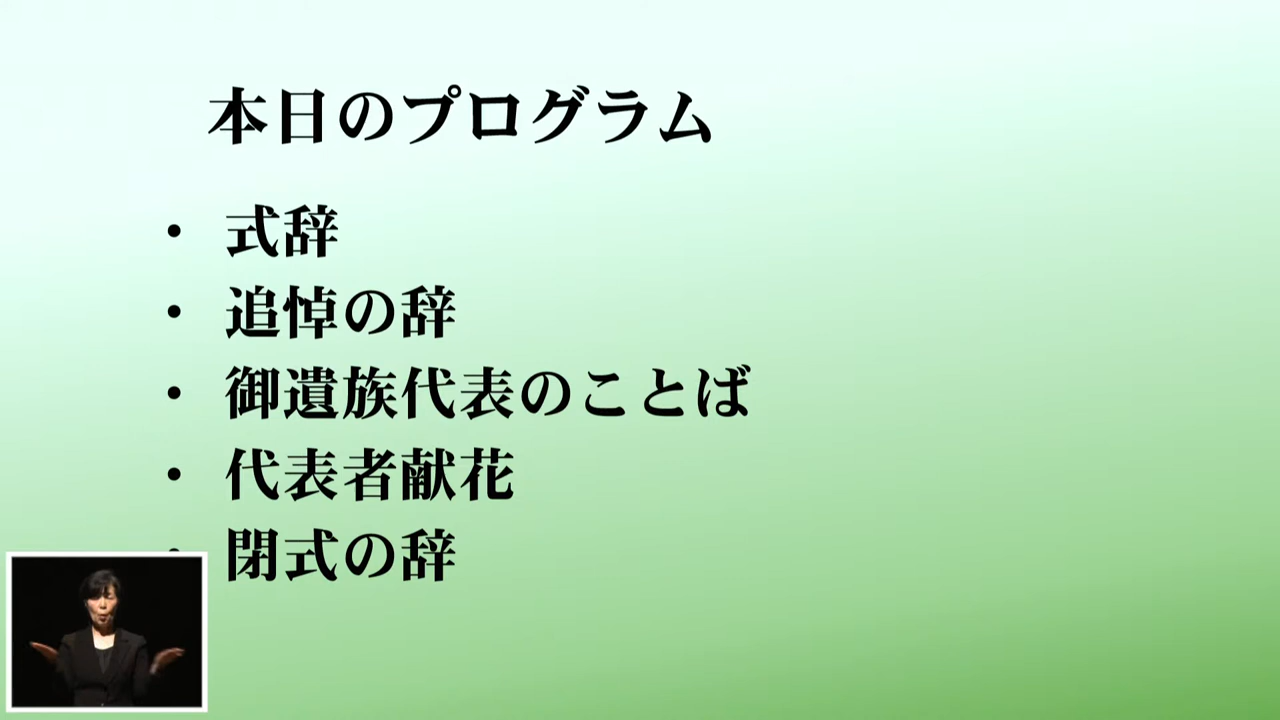 本日のプログラム
・ 式辞
・ 追悼の辞
・ 御遺族代表のことば
・ 代表者献花
・ 閉式の辞